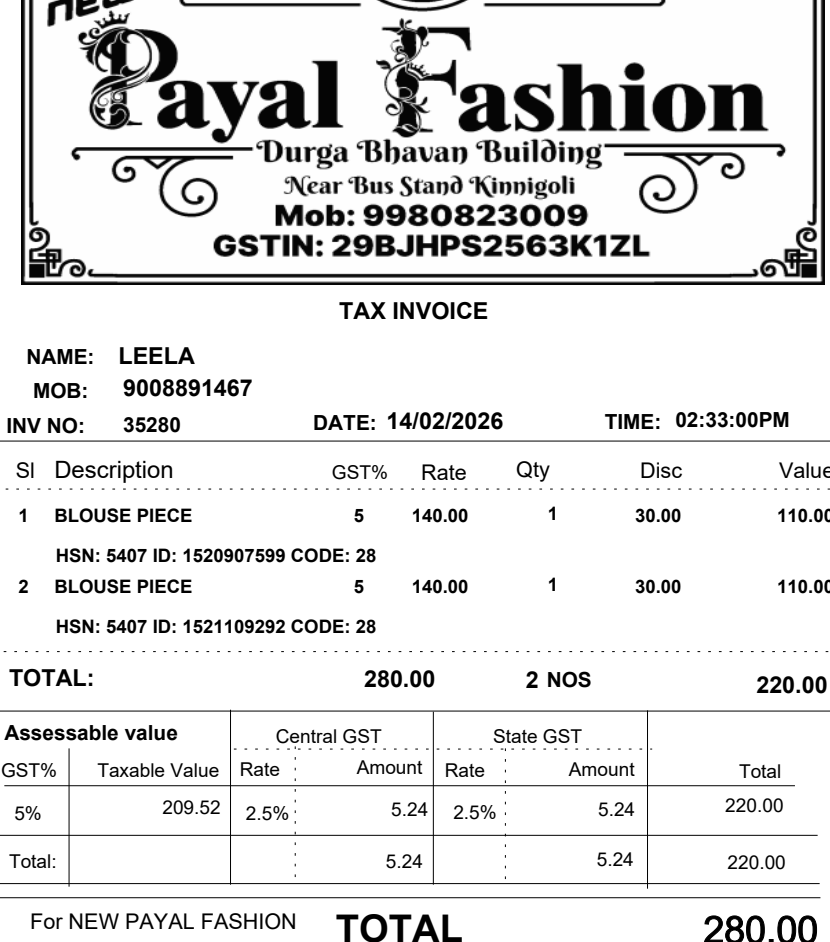 new
Payal Fashion
Durga Bhavan Building
Near Bus Stand Kinnigoli
Mob: 9980823009
GSTIN: 29BJHPS2563K1ZL
TAX INVOICE
NAME: LEELA
MOB: 9008891467
INV NO: 35280 DATE: 14/02/2026 TIME: 02:33:00PM
Sl Description GST% Rate Qty Disc Value
1 BLOUSE PIECE 5 140.00 1 30.00 110.00
HSN: 5407 ID: 1520907599 CODE: 28
2 BLOUSE PIECE 5 140.00 1 30.00 110.00
HSN: 5407 ID: 1521109292 CODE: 28
TOTAL: 280.00 2 NOS 220.00
Assessable value Central GST State GST
GST% Taxable Value Rate Amount Rate Amount Total
5% 209.52 2.5% 5.24 2.5% 5.24 220.00
Total: 5.24 5.24 220.00
For NEW PAYAL FASHION TOTAL 280.00